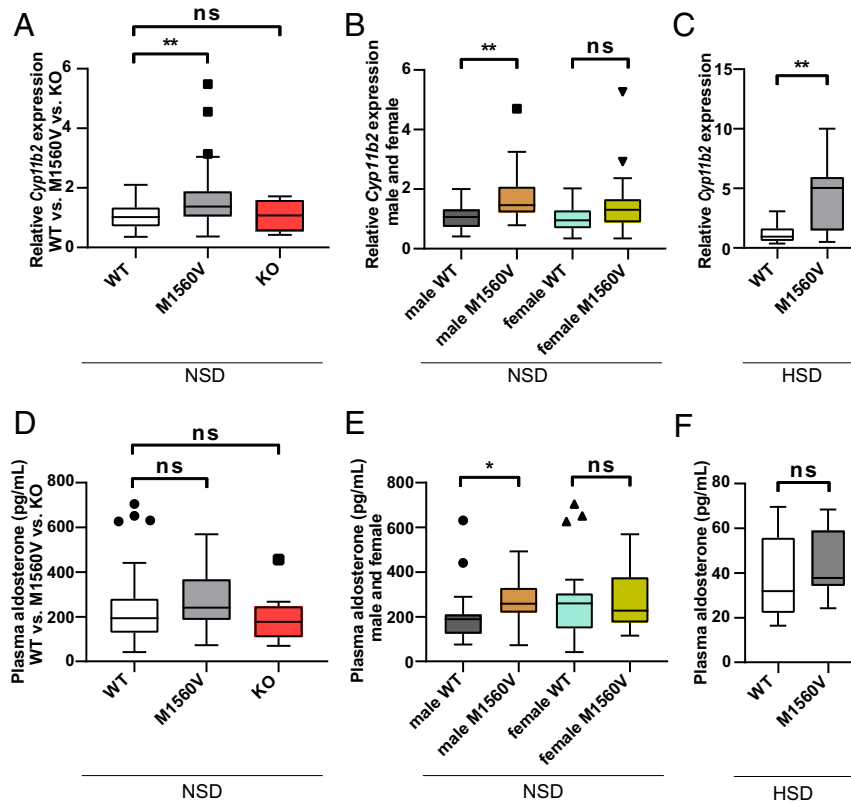 A
ns
**
Relative Cyp11b2 expression
WT vs. M1560V vs. KO
6
4
2
0
WT
M1560V
KO
NSD
B
**
ns
Relative Cyp11b2 expression
male and female
6
4
2
0
male WT
male M1560V
female WT
female M1560V
NSD
C
**
Relative Cyp11b2 expression
15
10
5
0
WT
M1560V
HSD
D
ns
ns
Plasma aldosterone (pg/mL)
WT vs. M1560V vs. KO
800
600
400
200
0
WT
M1560V
KO
NSD
E
*
ns
Plasma aldosterone (pg/mL)
male and female
800
600
400
200
0
male WT
male M1560V
female WT
female M1560V
NSD
F
ns
Plasma aldosterone (pg/mL)
80
60
40
20
0
WT
M1560V
HSD